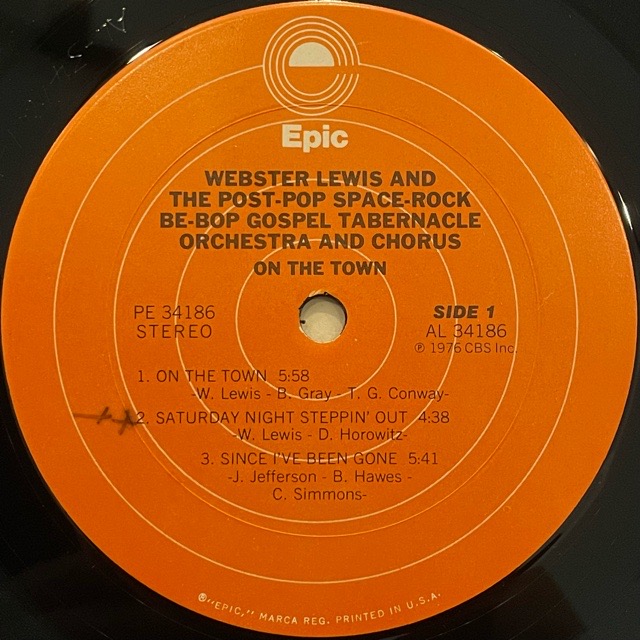 Epic
WEBSTER LEWIS AND
THE POST-POP SPACE-ROCK
BE-BOP GOSPEL TABERNACLE
ORCHESTRA AND CHORUS
ON THE TOWN
PE 34186
STEREO
SIDE 1
AL 34186
℗ 1976 CBS Inc.
1. ON THE TOWN 5:58
-W. Lewis - B. Gray - T. G. Conway-
2. SATURDAY NIGHT STEPPIN' OUT 4:38
-W. Lewis - D. Horowitz-
3. SINCE I'VE BEEN GONE 5:41
-J. Jefferson - B. Hawes -
C. Simmons-
®"EPIC," MARCA REG. PRINTED IN U.S.A.